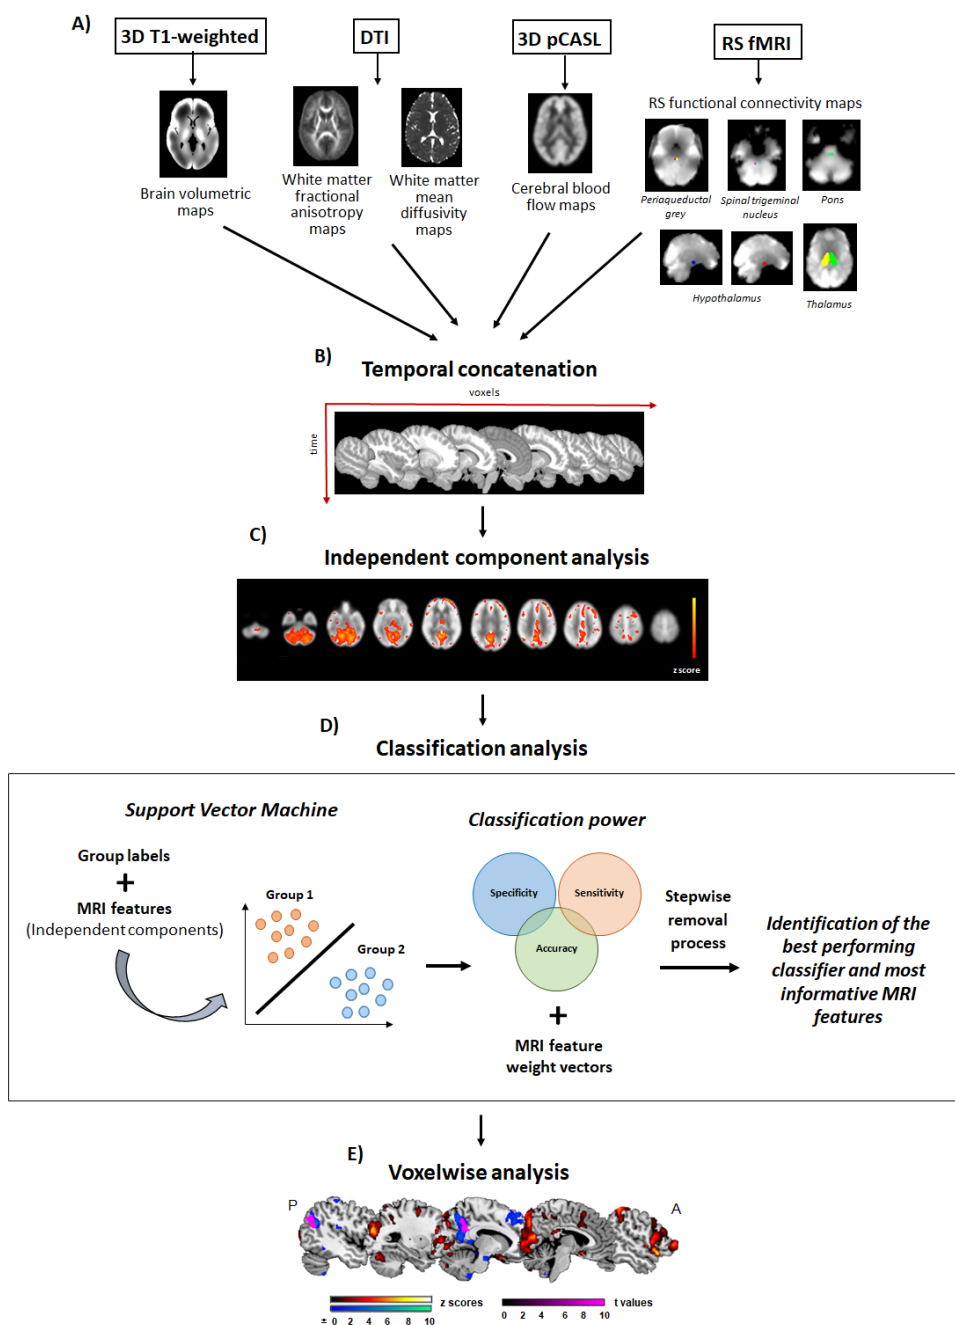 A)
3D T1-weighted
DTI
3D pCASL
RS fMRI
RS functional connectivity maps
Brain volumetric
maps
White matter
fractional
anisotropy
maps
White matter
mean
diffusivity
maps
Cerebral blood
flow maps
Periaqueductal
grey
Spinal trigeminal
nucleus
Pons
Hypothalamus
Thalamus
B)
Temporal concatenation
voxels
time
C)
Independent component analysis
z score
D)
Classification analysis
Support Vector Machine
Classification power
Group labels
+
MRI features
(Independent components)
Group 1
Group 2
Specificity
Sensitivity
Accuracy
+
MRI feature
weight vectors
Stepwise
removal
process
Identification of the
best performing
classifier and most
informative MRI
features
E)
Voxelwise analysis
P
A
z scores
± 0 2 4 6 8 10
t values
0 2 4 6 8 10